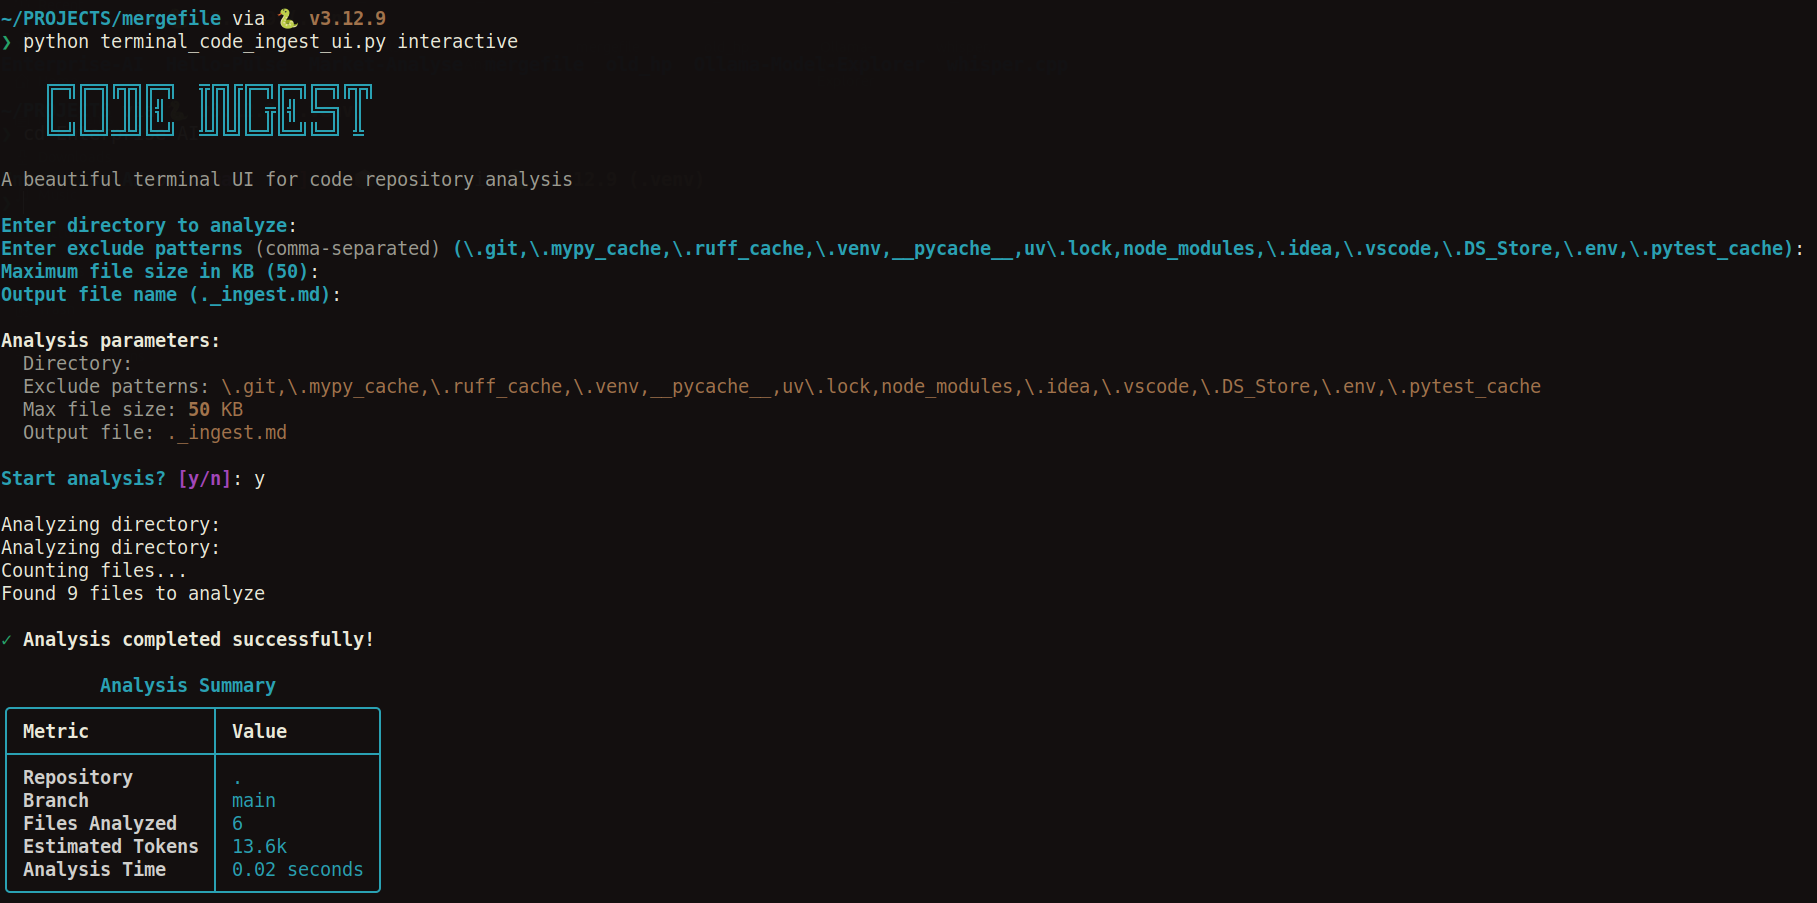 ~/PROJECTS/mergefile via 🐍 v3.12.9
❯ python terminal_code_ingest_ui.py interactive
CODE INGEST
A beautiful terminal UI for code repository analysis
Enter directory to analyze:
Enter exclude patterns (comma-separated) (\.git,\.mypy_cache,\.ruff_cache,\.venv,__pycache__,uv\.lock,node_modules,\.idea,\.vscode,\.DS_Store,\.env,\.pytest_cache):
Maximum file size in KB (50):
Output file name (._ingest.md):
Analysis parameters:
Directory:
Exclude patterns: \.git,\.mypy_cache,\.ruff_cache,\.venv,__pycache__,uv\.lock,node_modules,\.idea,\.vscode,\.DS_Store,\.env,\.pytest_cache
Max file size: 50 KB
Output file: ._ingest.md
Start analysis? [y/n]: y
Analyzing directory:
Analyzing directory:
Counting files...
Found 9 files to analyze
✓ Analysis completed successfully!
Analysis Summary
Metric Value
Repository .
Branch main
Files Analyzed 6
Estimated Tokens 13.6k
Analysis Time 0.02 seconds